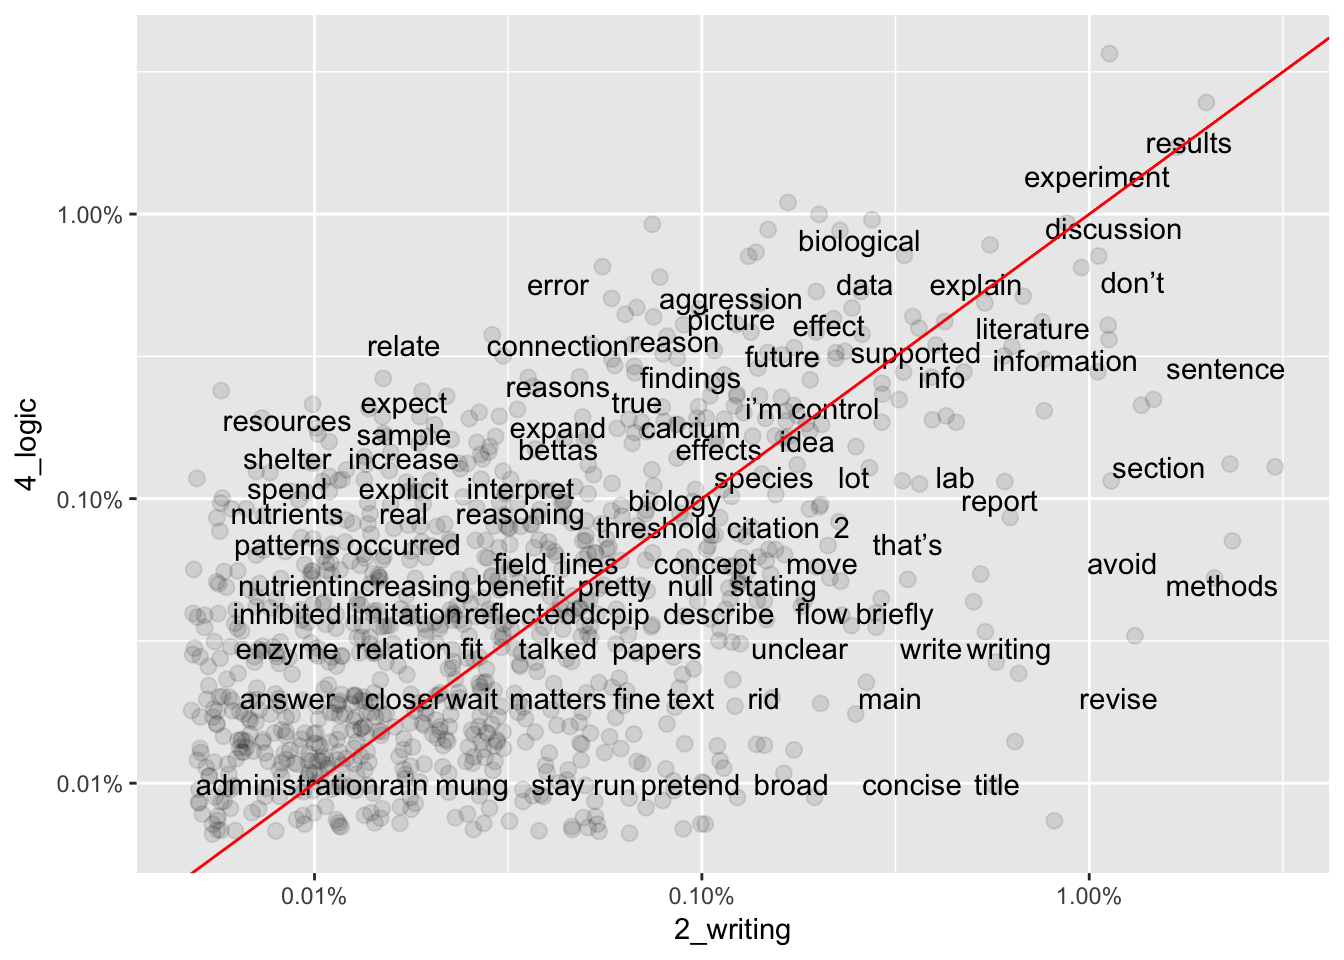 results
experiment
1.00%
discussion
biological
error
data
explain
don’t
aggression
picture
effect
literature
relate
connection
reason
future
supported
information
sentence
reasons
findings
info
expect
true
i’m
control
resources
sample
expand
calcium
idea
4_logic
shelter
increase
bettas
effects
section
spend
explicit
interpret
species
lot
lab
0.10%
biology
report
nutrients
real
reasoning
threshold
citation
2
patterns
occurred
that’s
field
lines
concept
move
avoid
nutrient
increasing
benefit
pretty
null
stating
methods
inhibited
limitation
reflected
dcpip
describe
flow
briefly
enzyme
relation
fit
talked
papers
unclear
write
writing
answer
closer
wait
matters
fine
text
rid
main
revise
0.01%
administration
rain
mung
stay
run
pretend
broad
concise
title
0.01%
0.10%
1.00%
2_writing